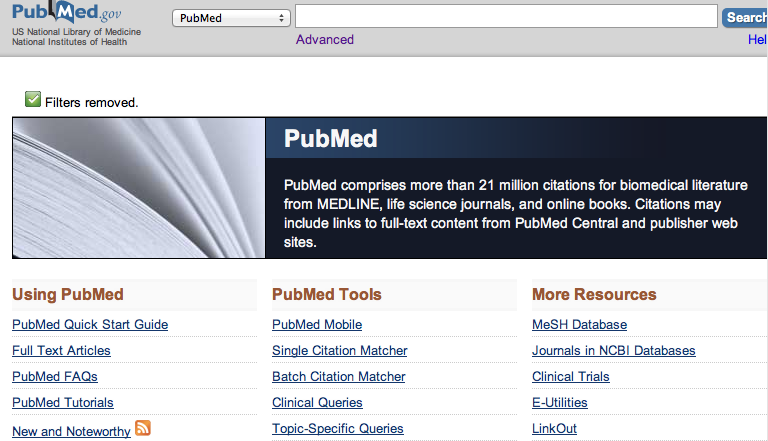 PubMed.gov
US National Library of Medicine
National Institutes of Health
PubMed
Search
Advanced
Hel
Filters removed.
PubMed
PubMed comprises more than 21 million citations for biomedical literature
from MEDLINE, life science journals, and online books. Citations may
include links to full-text content from PubMed Central and publisher web
sites.
Using PubMed
PubMed Quick Start Guide
Full Text Articles
PubMed FAQs
PubMed Tutorials
New and Noteworthy
PubMed Tools
PubMed Mobile
Single Citation Matcher
Batch Citation Matcher
Clinical Queries
Topic-Specific Queries
More Resources
MeSH Database
Journals in NCBI Databases
Clinical Trials
E-Utilities
LinkOut